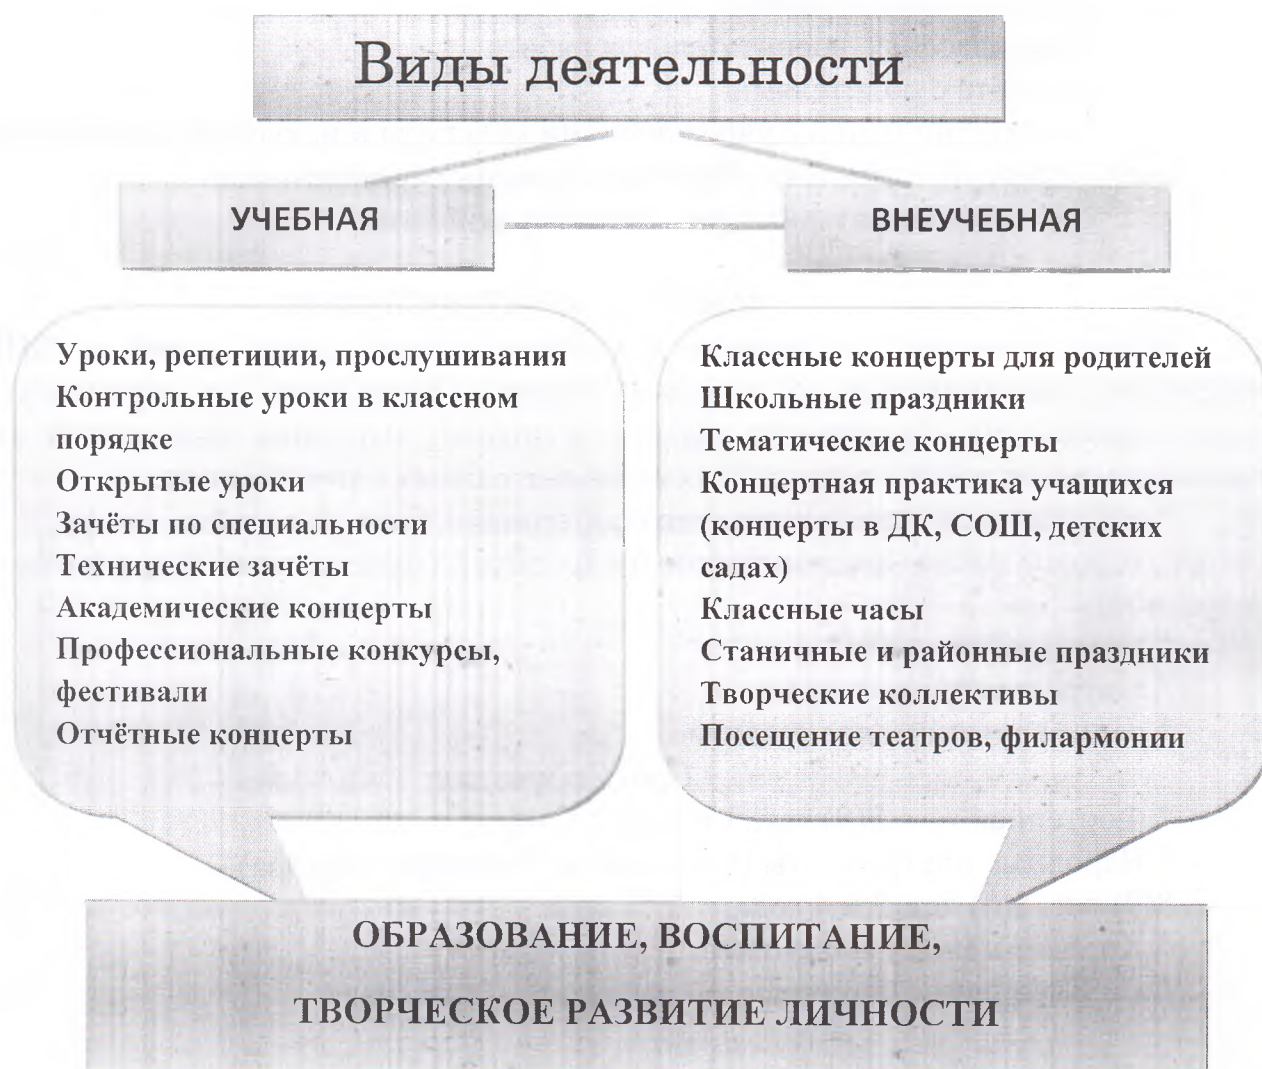 Виды деятельности
УЧЕБНАЯ
ВНЕУЧЕБНАЯ
Уроки, репетиции, прослушивания
Контрольные уроки в классном
порядке
Открытые уроки
Зачёты по специальности
Технические зачёты
Академические концерты
Профессиональные конкурсы,
фестивали
Отчётные концерты
Классные концерты для родителей
Школьные праздники
Тематические концерты
Концертная практика учащихся
(концерты в ДК, СОШ, детских
садах)
Классные часы
Станичные и районные праздники
Творческие коллективы
Посещение театров, филармонии
ОБРАЗОВАНИЕ, ВОСПИТАНИЕ,
ТВОРЧЕСКОЕ РАЗВИТИЕ ЛИЧНОСТИ